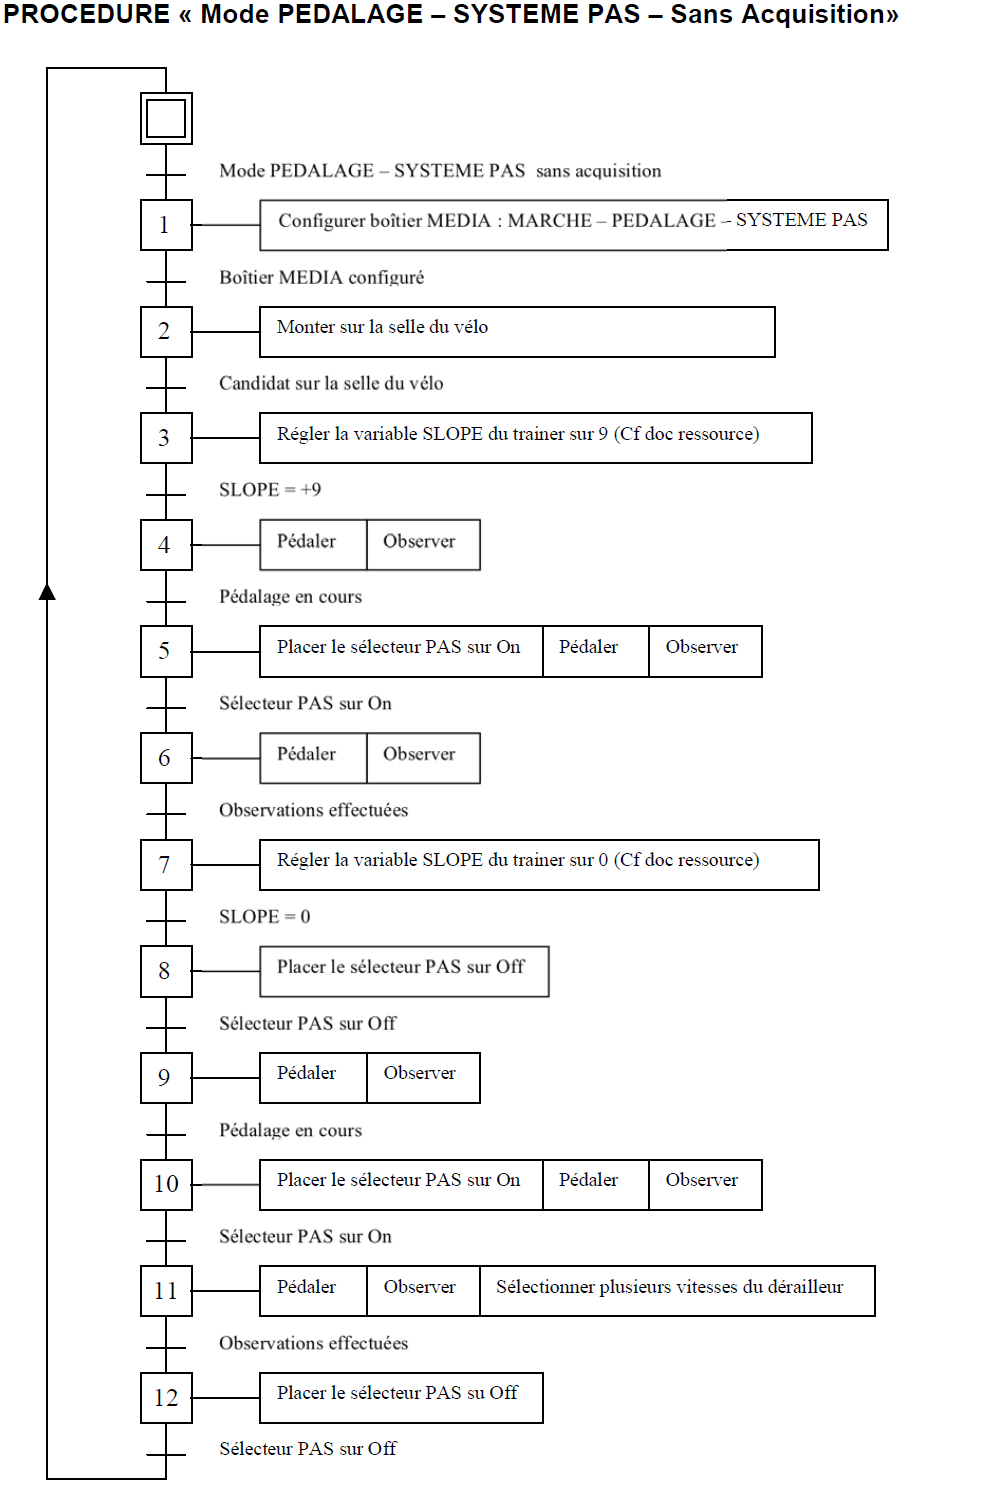 PROCEDURE « Mode PEDALAGE – SYSTEME PAS – Sans Acquisition»
Mode PEDALAGE – SYSTEME PAS sans acquisition
1 Configurer boîtier MEDIA : MARCHE – PEDALAGE – SYSTEME PAS
Boîtier MEDIA configuré
2 Monter sur la selle du vélo
Candidat sur la selle du vélo
3 Régler la variable SLOPE du trainer sur 9 (Cf doc ressource)
SLOPE = +9
4 Pédaler Observer
Pédalage en cours
5 Placer le sélecteur PAS sur On Pédaler Observer
Sélecteur PAS sur On
6 Pédaler Observer
Observations effectuées
7 Régler la variable SLOPE du trainer sur 0 (Cf doc ressource)
SLOPE = 0
8 Placer le sélecteur PAS sur Off
Sélecteur PAS sur Off
9 Pédaler Observer
Pédalage en cours
10 Placer le sélecteur PAS sur On Pédaler Observer
Sélecteur PAS sur On
11 Pédaler Observer Sélectionner plusieurs vitesses du dérailleur
Observations effectuées
12 Placer le sélecteur PAS su Off
Sélecteur PAS sur Off